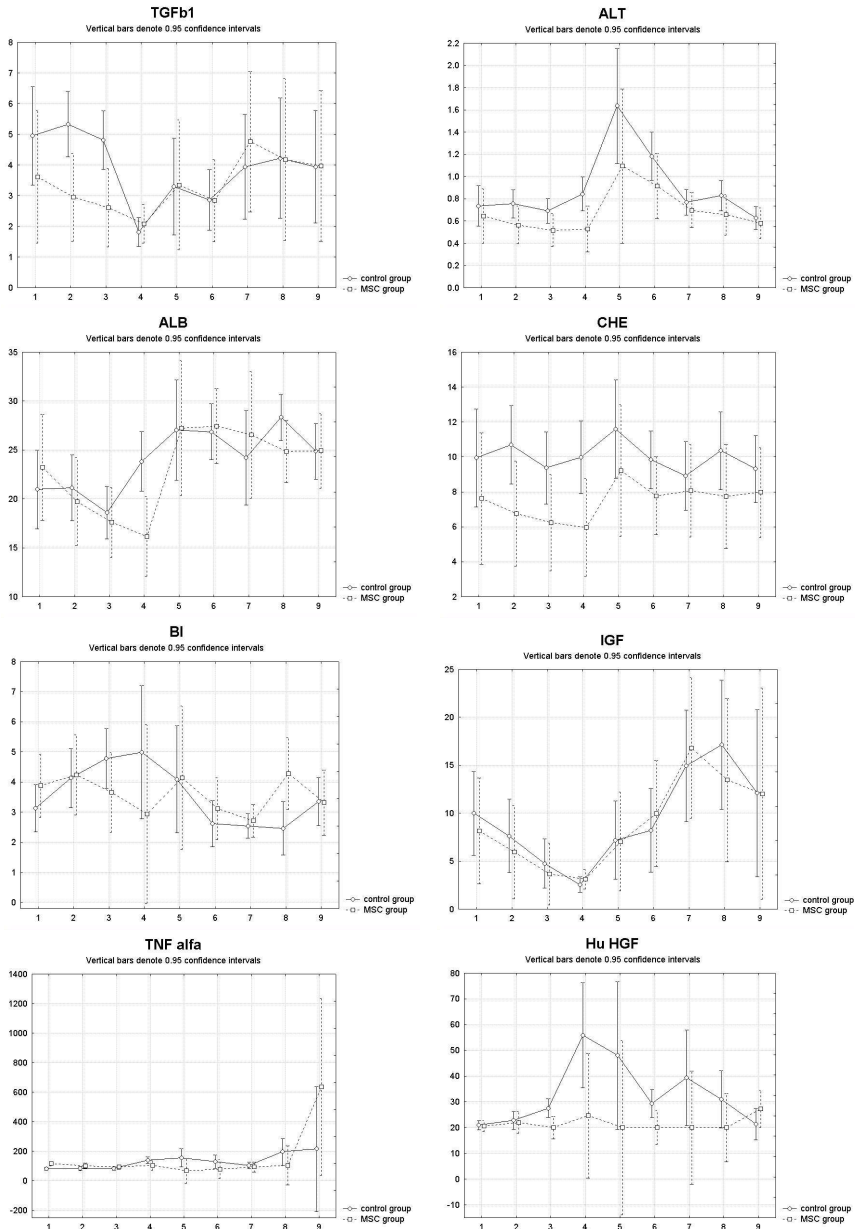 TGFb1
Vertical bars denote 0.95 confidence intervals
8
7
6
5
4
3
2
1
0
1 2 3 4 5 6 7 8 9
control group
MSC group
ALT
Vertical bars denote 0.95 confidence intervals
2.2
2.0
1.8
1.6
1.4
1.2
1.0
0.8
0.6
0.4
0.2
0.0
1 2 3 4 5 6 7 8 9
control group
MSC group
ALB
Vertical bars denote 0.95 confidence intervals
35
30
25
20
15
10
1 2 3 4 5 6 7 8 9
control group
MSC group
CHE
Vertical bars denote 0.95 confidence intervals
16
14
12
10
8
6
4
2
1 2 3 4 5 6 7 8 9
control group
MSC group
BI
Vertical bars denote 0.95 confidence intervals
8
7
6
5
4
3
2
1
0
1 2 3 4 5 6 7 8 9
control group
MSC group
IGF
Vertical bars denote 0.95 confidence intervals
25
20
15
10
5
0
1 2 3 4 5 6 7 8 9
control group
MSC group
TNF alfa
Vertical bars denote 0.95 confidence intervals
1400
1200
1000
800
600
400
200
0
-200
1 2 3 4 5 6 7 8 9
control group
MSC group
Hu HGF
Vertical bars denote 0.95 confidence intervals
80
70
60
50
40
30
20
10
0
-10
1 2 3 4 5 6 7 8 9
control group
MSC group